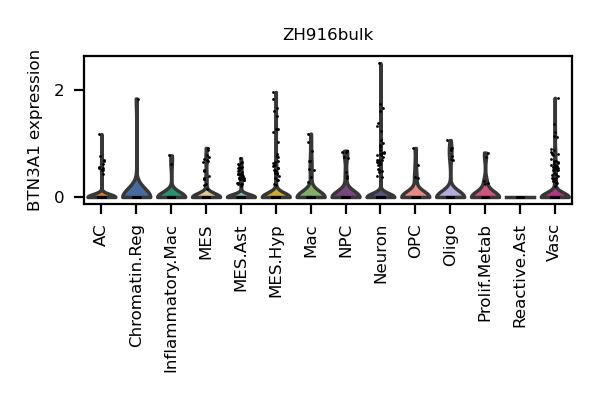 ZH916bulk
BTN3A1 expression
2
0
AC
Chromatin.Reg
Inflammatory.Mac
MES
MES.Ast
MES.Hyp
Mac
NPC
Neuron
OPC
Oligo
Prolif.Metab
Reactive.Ast
Vasc